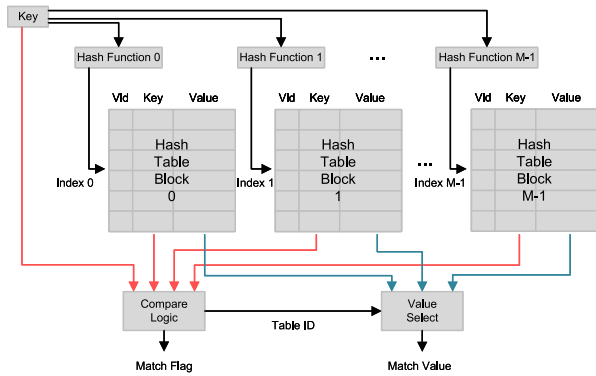 Key
Hash Function 0
Hash Function 1
...
Hash Function M-1
Vld Key Value
Vld Key Value
Vld Key Value
Hash
Table
Block
0
Hash
Table
Block
1
Hash
Table
Block
M-1
Index 0
Index 1
...
Index M-1
Compare
Logic
Table ID
Value
Select
Match Flag
Match Value